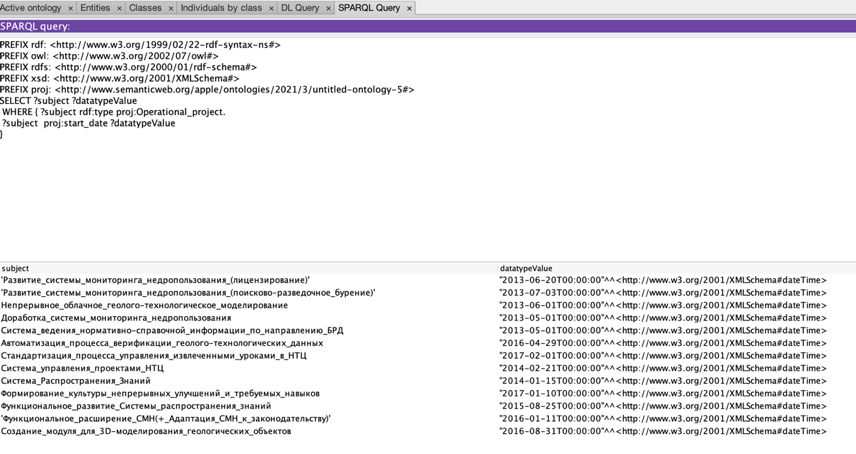 Active ontology × Entities × Classes × Individuals by class × DL Query × SPARQL Query ×
SPARQL query:
PREFIX rdf: <http://www.w3.org/1999/02/22-rdf-syntax-ns#>
PREFIX owl: <http://www.w3.org/2002/07/owl#>
PREFIX rdfs: <http://www.w3.org/2000/01/rdf-schema#>
PREFIX xsd: <http://www.w3.org/2001/XMLSchema#>
PREFIX proj: <http://www.semanticweb.org/apple/ontologies/2021/3/untitled-ontology-5#>
SELECT ?subject ?datatypeValue
WHERE { ?subject rdf:type proj:Operational_project.
?subject proj:start_date ?datatypeValue
}
subject datatypeValue
'Развитие_системы_мониторинга_недропользования_(лицензирование)' "2013-06-20T00:00:00"^^<http://www.w3.org/2001/XMLSchema#dateTime>
'Развитие_системы_мониторинга_недропользования_(поисково-разведочное_бурение)' "2013-07-03T00:00:00"^^<http://www.w3.org/2001/XMLSchema#dateTime>
Непрерывное_облачное_геолого-технологическое_моделирование "2013-06-01T00:00:00"^^<http://www.w3.org/2001/XMLSchema#dateTime>
Доработка_системы_мониторинга_недропользования "2013-05-01T00:00:00"^^<http://www.w3.org/2001/XMLSchema#dateTime>
Система_ведения_нормативно-справочной_информации_по_направлению_БРД "2013-05-01T00:00:00"^^<http://www.w3.org/2001/XMLSchema#dateTime>
Автоматизация_процесса_верификации_геолого-технологических_данных "2016-04-29T00:00:00"^^<http://www.w3.org/2001/XMLSchema#dateTime>
Стандартизация_процесса_управления_извлеченными_уроками_в_НТЦ "2017-02-01T00:00:00"^^<http://www.w3.org/2001/XMLSchema#dateTime>
Система_управления_проектами_НТЦ "2014-02-21T00:00:00"^^<http://www.w3.org/2001/XMLSchema#dateTime>
Система_Распространения_Знаний "2014-01-15T00:00:00"^^<http://www.w3.org/2001/XMLSchema#dateTime>
Формирование_культуры_непрерывных_улучшений_и_требуемых_навыков "2017-01-10T00:00:00"^^<http://www.w3.org/2001/XMLSchema#dateTime>
Функциональное_развитие_Системы_распространения_знаний "2015-08-25T00:00:00"^^<http://www.w3.org/2001/XMLSchema#dateTime>
'Функциональное_расширение_СМН(+_Адаптация_СМН_к_законодательству)' "2016-01-11T00:00:00"^^<http://www.w3.org/2001/XMLSchema#dateTime>
Создание_модуля_для_3D-моделирования_геологических_объектов "2016-08-31T00:00:00"^^<http://www.w3.org/2001/XMLSchema#dateTime>